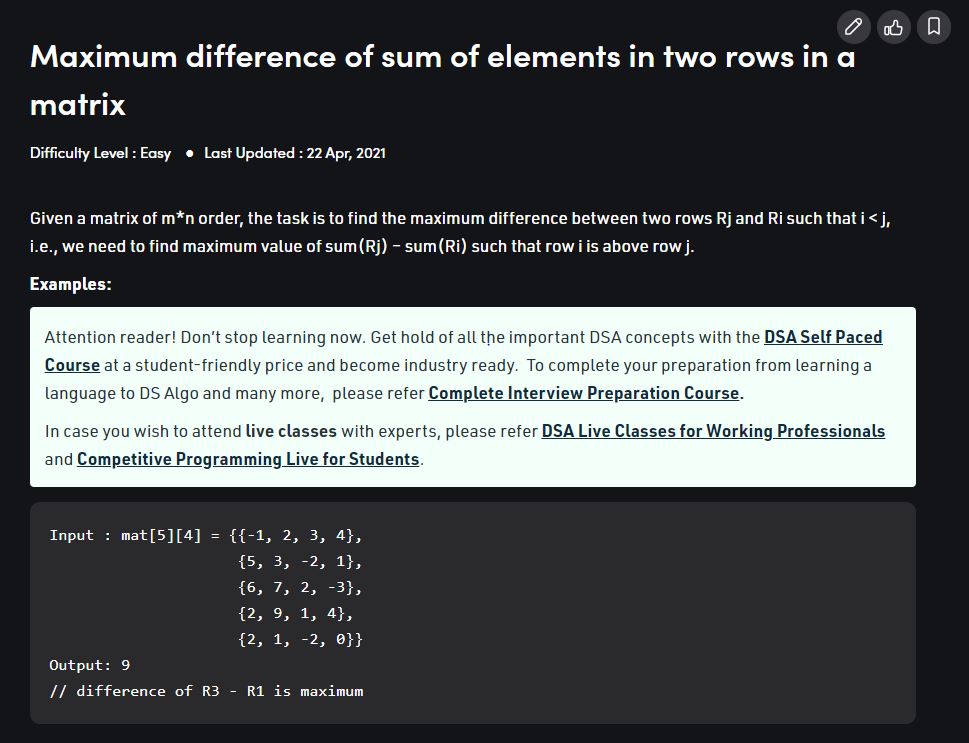 Maximum difference of sum of elements in two rows in a
matrix
Difficulty Level : Easy ● Last Updated : 22 Apr, 2021
Given a matrix of m*n order, the task is to find the maximum difference between two rows Rj and Ri such that i < j,
i.e., we need to find maximum value of sum(Rj) – sum(Ri) such that row i is above row j.
Examples:
Attention reader! Don’t stop learning now. Get hold of all the important DSA concepts with the DSA Self Paced
Course at a student-friendly price and become industry ready.  To complete your preparation from learning a
language to DS Algo and many more,  please refer Complete Interview Preparation Course.
In case you wish to attend live classes with experts, please refer DSA Live Classes for Working Professionals
and Competitive Programming Live for Students.
Input : mat[5][4] = {{-1, 2, 3, 4},
{5, 3, -2, 1},
{6, 7, 2, -3},
{2, 9, 1, 4},
{2, 1, -2, 0}}
Output: 9
// difference of R3 - R1 is maximum